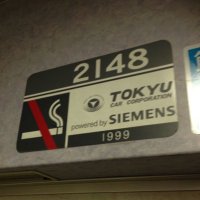 2148
TOKYU
CAR CORPORATION
powered by SIEMENS
1999